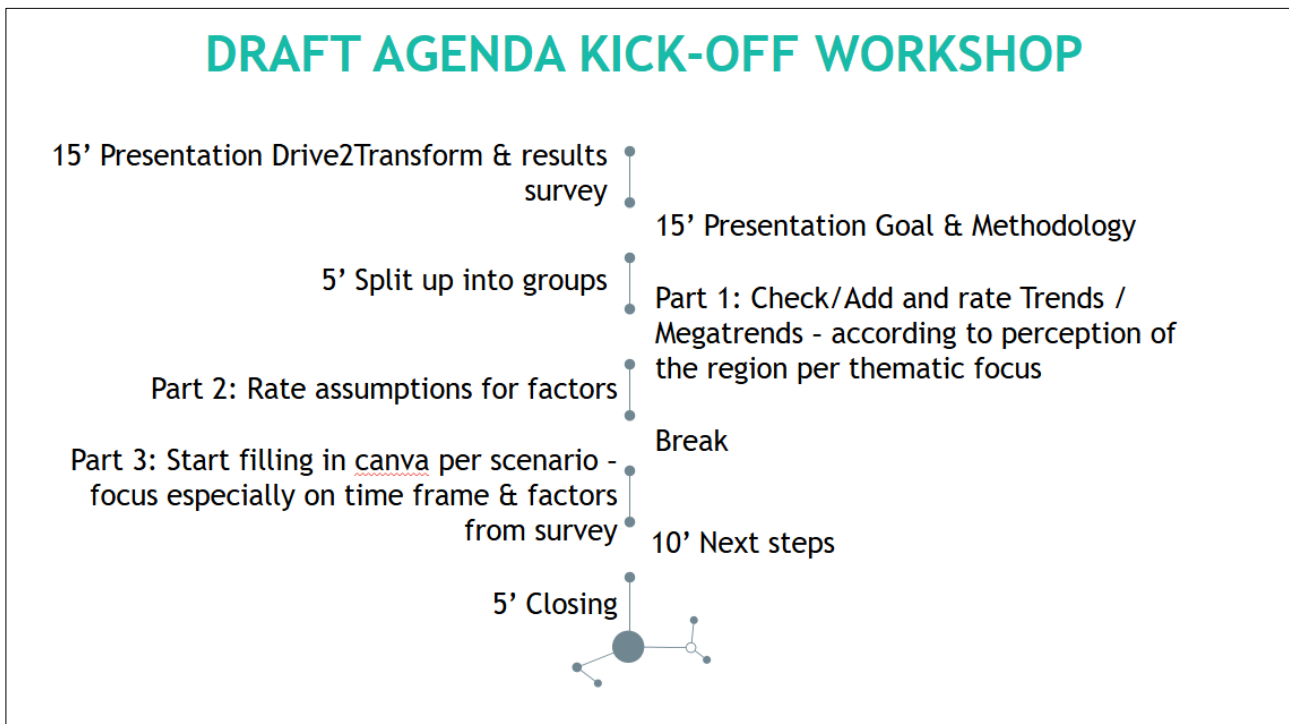 DRAFT AGENDA KICK-OFF WORKSHOP
15’ Presentation Drive2Transform & results
survey
15’ Presentation Goal & Methodology
5’ Split up into groups
Part 1: Check/Add and rate Trends /
Megatrends – according to perception of
the region per thematic focus
Part 2: Rate assumptions for factors
Break
Part 3: Start filling in canva per scenario –
focus especially on time frame & factors
from survey
10’ Next steps
5’ Closing